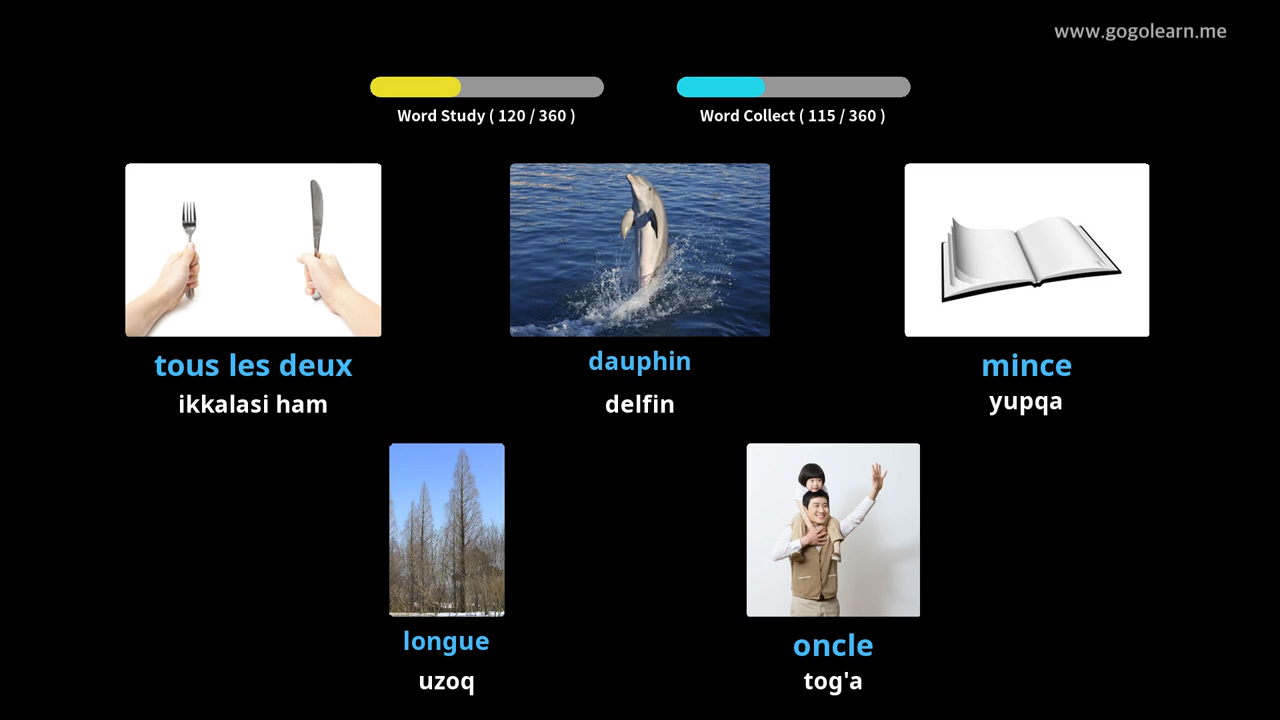 www.gogolearn.me
Word Study ( 120 / 360 )
Word Collect ( 115 / 360 )
tous les deux
ikkalasi ham
dauphin
delfin
mince
yupqa
longue
uzoq
oncle
tog'a